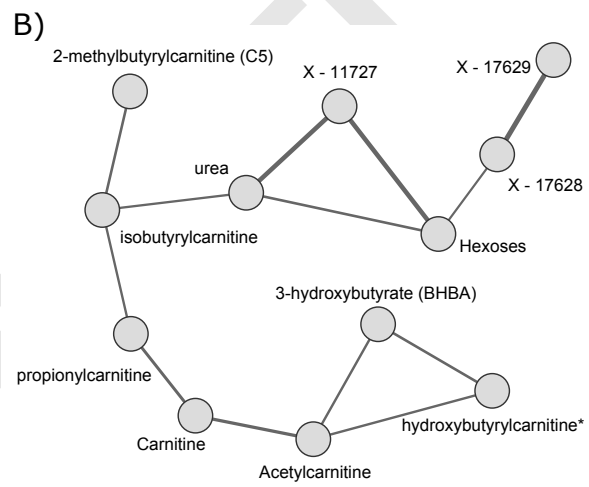 B)
2-methylbutyrylcarnitine (C5)
X - 11727
X - 17629
urea
X - 17628
isobutyrylcarnitine
Hexoses
3-hydroxybutyrate (BHBA)
propionylcarnitine
hydroxybutyrylcarnitine*
Carnitine
Acetylcarnitine